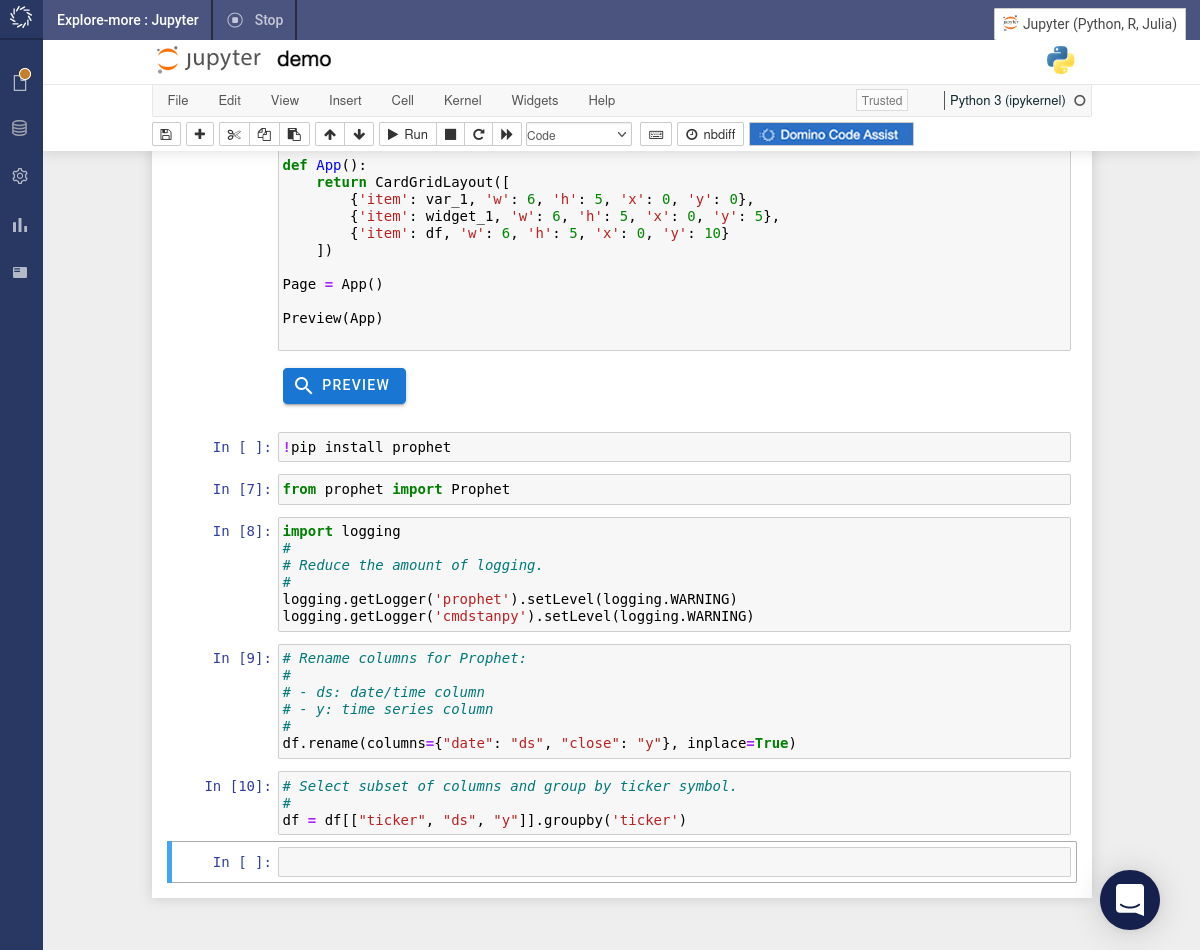 Explore-more : Jupyter
Stop
Jupyter (Python, R, Julia)
jupyter demo
File Edit View Insert Cell Kernel Widgets Help
Trusted
Python 3 (ipykernel)
Run
Code
nbdiff
Domino Code Assist
def App():
    return CardGridLayout([
        {'item': var_1, 'w': 6, 'h': 5, 'x': 0, 'y': 0},
        {'item': widget_1, 'w': 6, 'h': 5, 'x': 0, 'y': 5},
        {'item': df, 'w': 6, 'h': 5, 'x': 0, 'y': 10}
    ])
Page = App()
Preview(App)
PREVIEW
In [ ]: !pip install prophet
In [7]: from prophet import Prophet
In [8]: import logging
#
# Reduce the amount of logging.
#
logging.getLogger('prophet').setLevel(logging.WARNING)
logging.getLogger('cmdstanpy').setLevel(logging.WARNING)
In [9]: # Rename columns for Prophet:
#
# - ds: date/time column
# - y: time series column
#
df.rename(columns={"date": "ds", "close": "y"}, inplace=True)
In [10]: # Select subset of columns and group by ticker symbol.
#
df = df[["ticker", "ds", "y"]].groupby('ticker')
In [ ]: